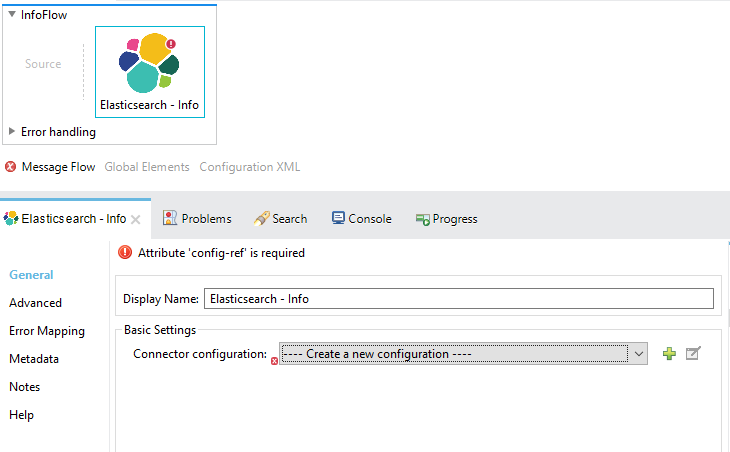 InfoFlow
Source
Elasticsearch - Info
Error handling
Message Flow Global Elements Configuration XML
Elasticsearch - Info Problems Search Console Progress
Attribute 'config-ref' is required
General
Advanced
Error Mapping
Metadata
Notes
Help
Display Name: Elasticsearch - Info
Basic Settings
Connector configuration: ---- Create a new configuration ----